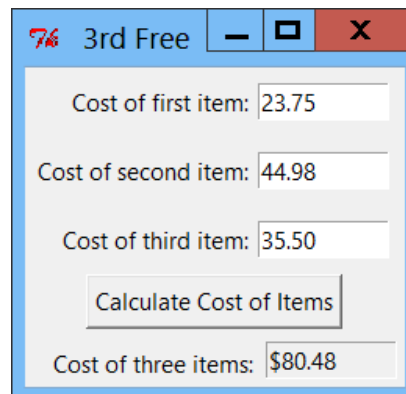 3rd Free
Cost of first item: 23.75
Cost of second item: 44.98
Cost of third item: 35.50
Calculate Cost of Items
Cost of three items: $80.48